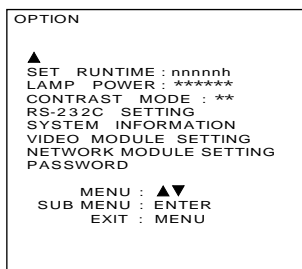 OPTION
▲
SET RUNTIME : nnnnnh
LAMP POWER : ******
CONTRAST MODE : **
RS-232C SETTING
SYSTEM INFORMATION
VIDEO MODULE SETTING
NETWORK MODULE SETTING
PASSWORD
MENU : ▲▼
SUB MENU : ENTER
EXIT : MENU